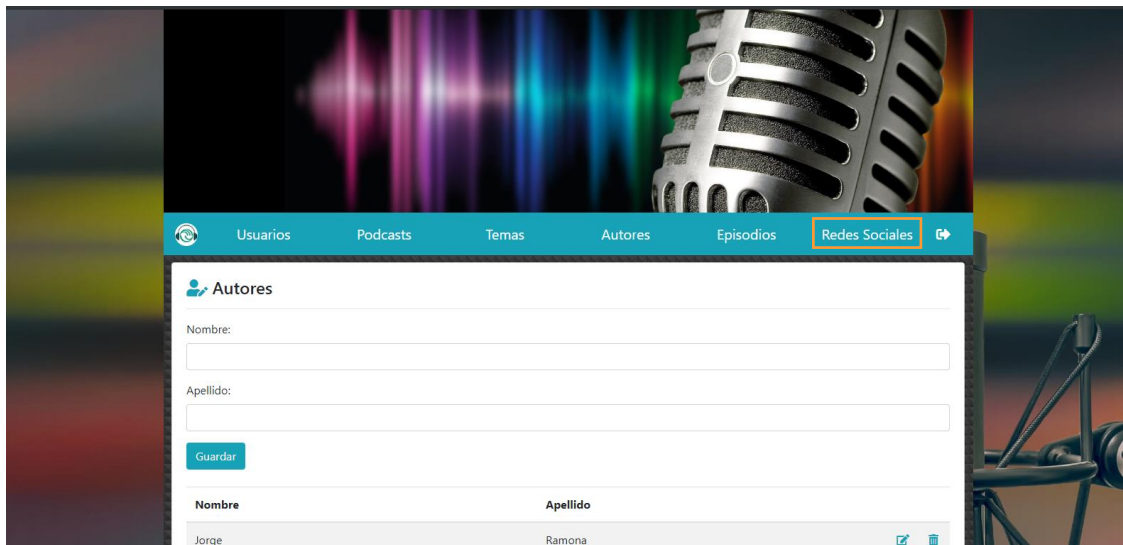 Usuarios Podcasts Temas Autores Episodios Redes Sociales
Autores
Nombre:
Apellido:
Guardar
Nombre Apellido
Jorge Ramona